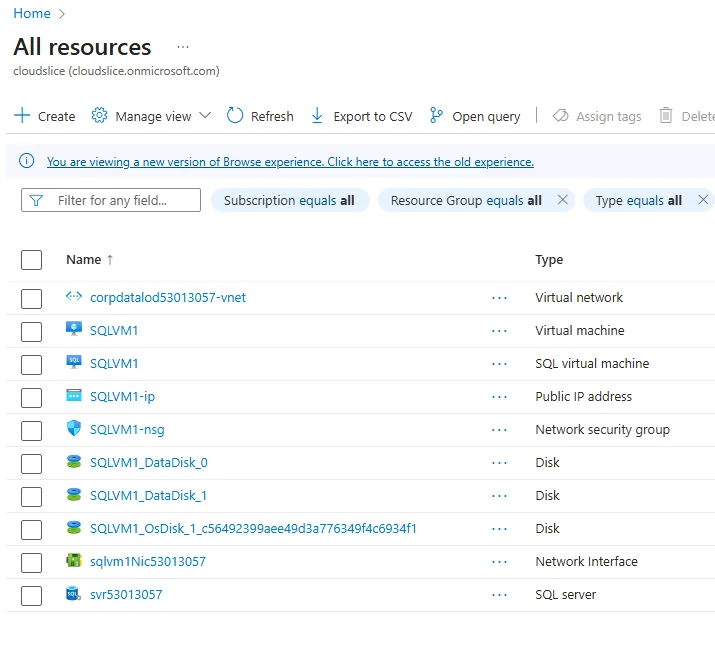 Home
All resources ...
cloudslice (cloudslice.onmicrosoft.com)
Create Manage view Refresh Export to CSV Open query Assign tags Delete
You are viewing a new version of Browse experience. Click here to access the old experience.
Filter for any field... Subscription equals all Resource Group equals all Type equals all
Name ↑ Type
corpdatalod53013057-vnet ... Virtual network
SQLVM1 ... Virtual machine
SQLVM1 ... SQL virtual machine
SQLVM1-ip ... Public IP address
SQLVM1-nsg ... Network security group
SQLVM1_DataDisk_0 ... Disk
SQLVM1_DataDisk_1 ... Disk
SQLVM1_OsDisk_1_c56492399aee49d3a776349f4c6934f1 ... Disk
sqlvm1Nic53013057 ... Network Interface
svr53013057 ... SQL server